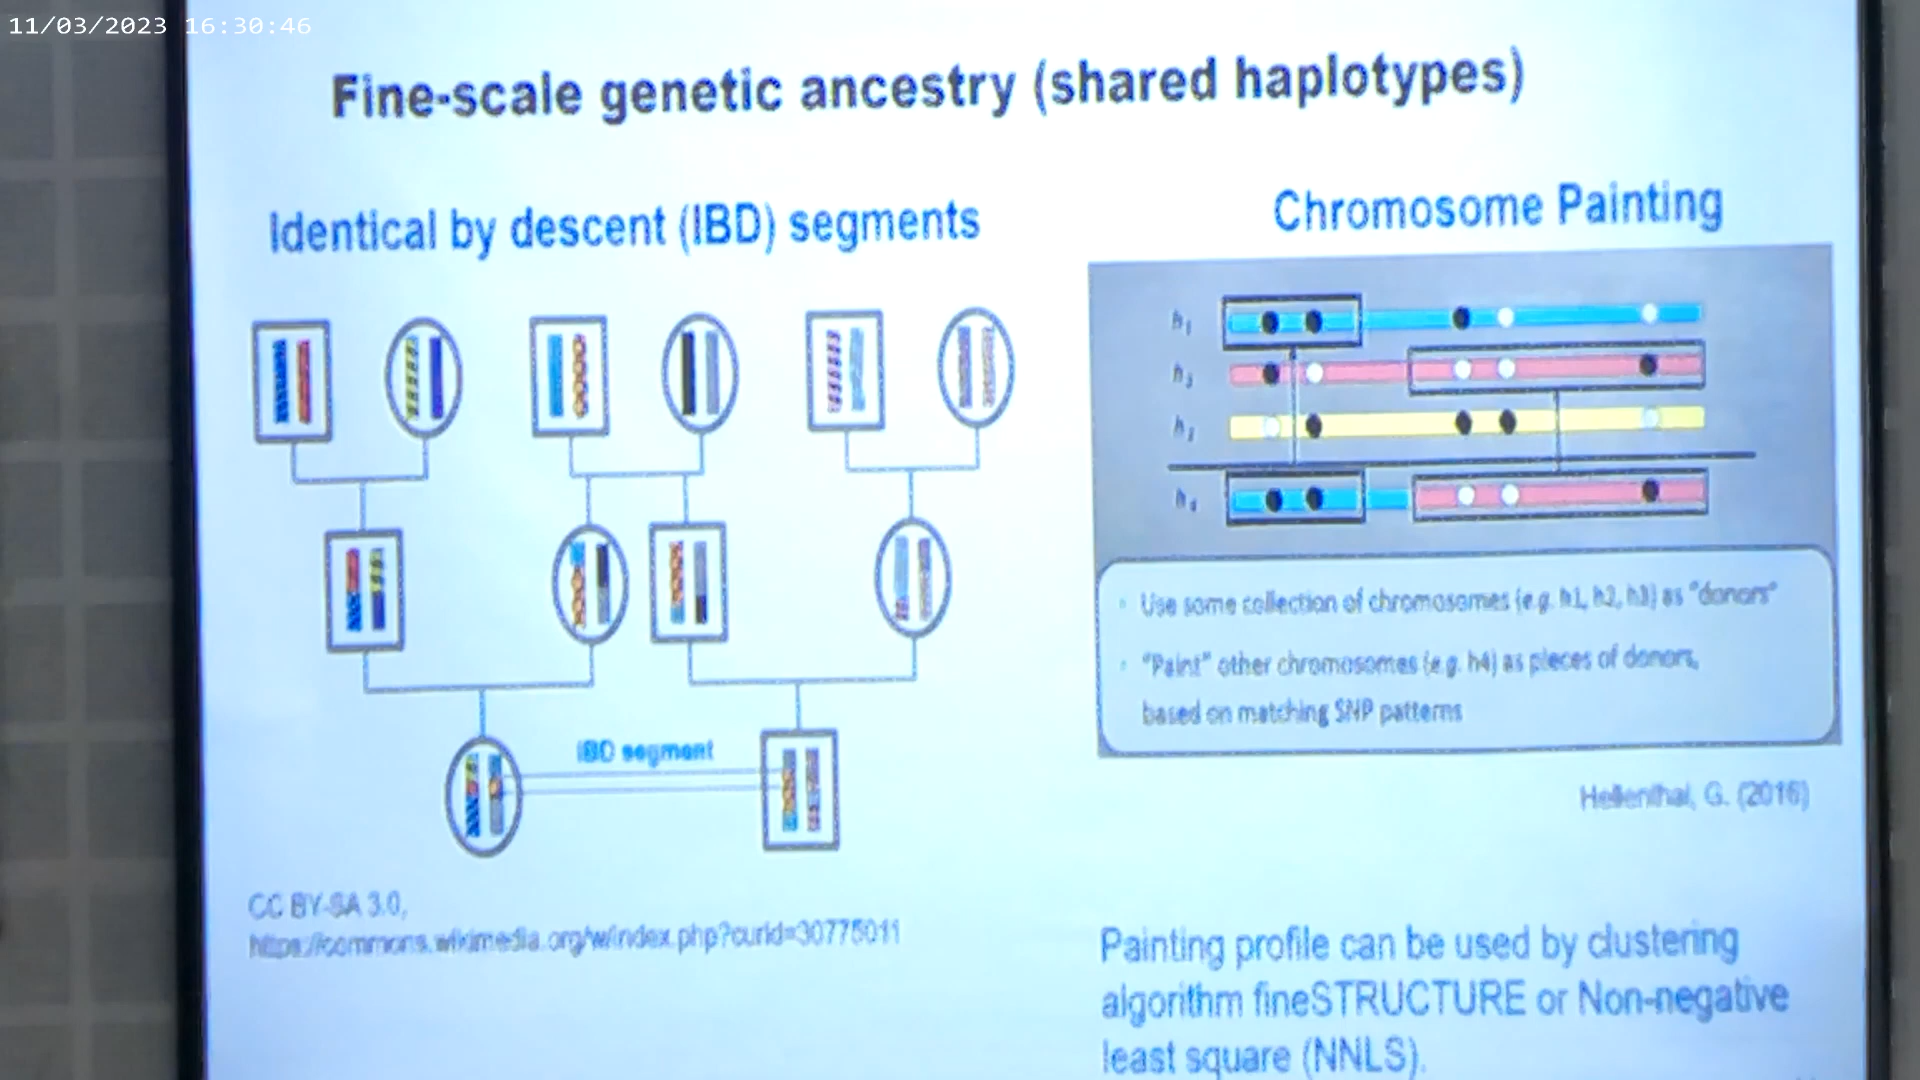 11/03/2023 16:30:46
Fine-scale genetic ancestry (shared haplotypes)
Identical by descent (IBD) segments
IBD segment
CC BY-SA 3.0,
https://commons.wikimedia.org/w/index.php?curid=30775011
Chromosome Painting
h1
h
h
h4
Use some collection of chromosomes (e.g. h1, h2, h3) as "donors"
"Paint" other chromosomes (e.g. h4) as pieces of donors,
based on matching SNP patterns
Hellenthal, G. (2016)
Painting profile can be used by clustering
algorithm fineSTRUCTURE or Non-negative
least square (NNLS).